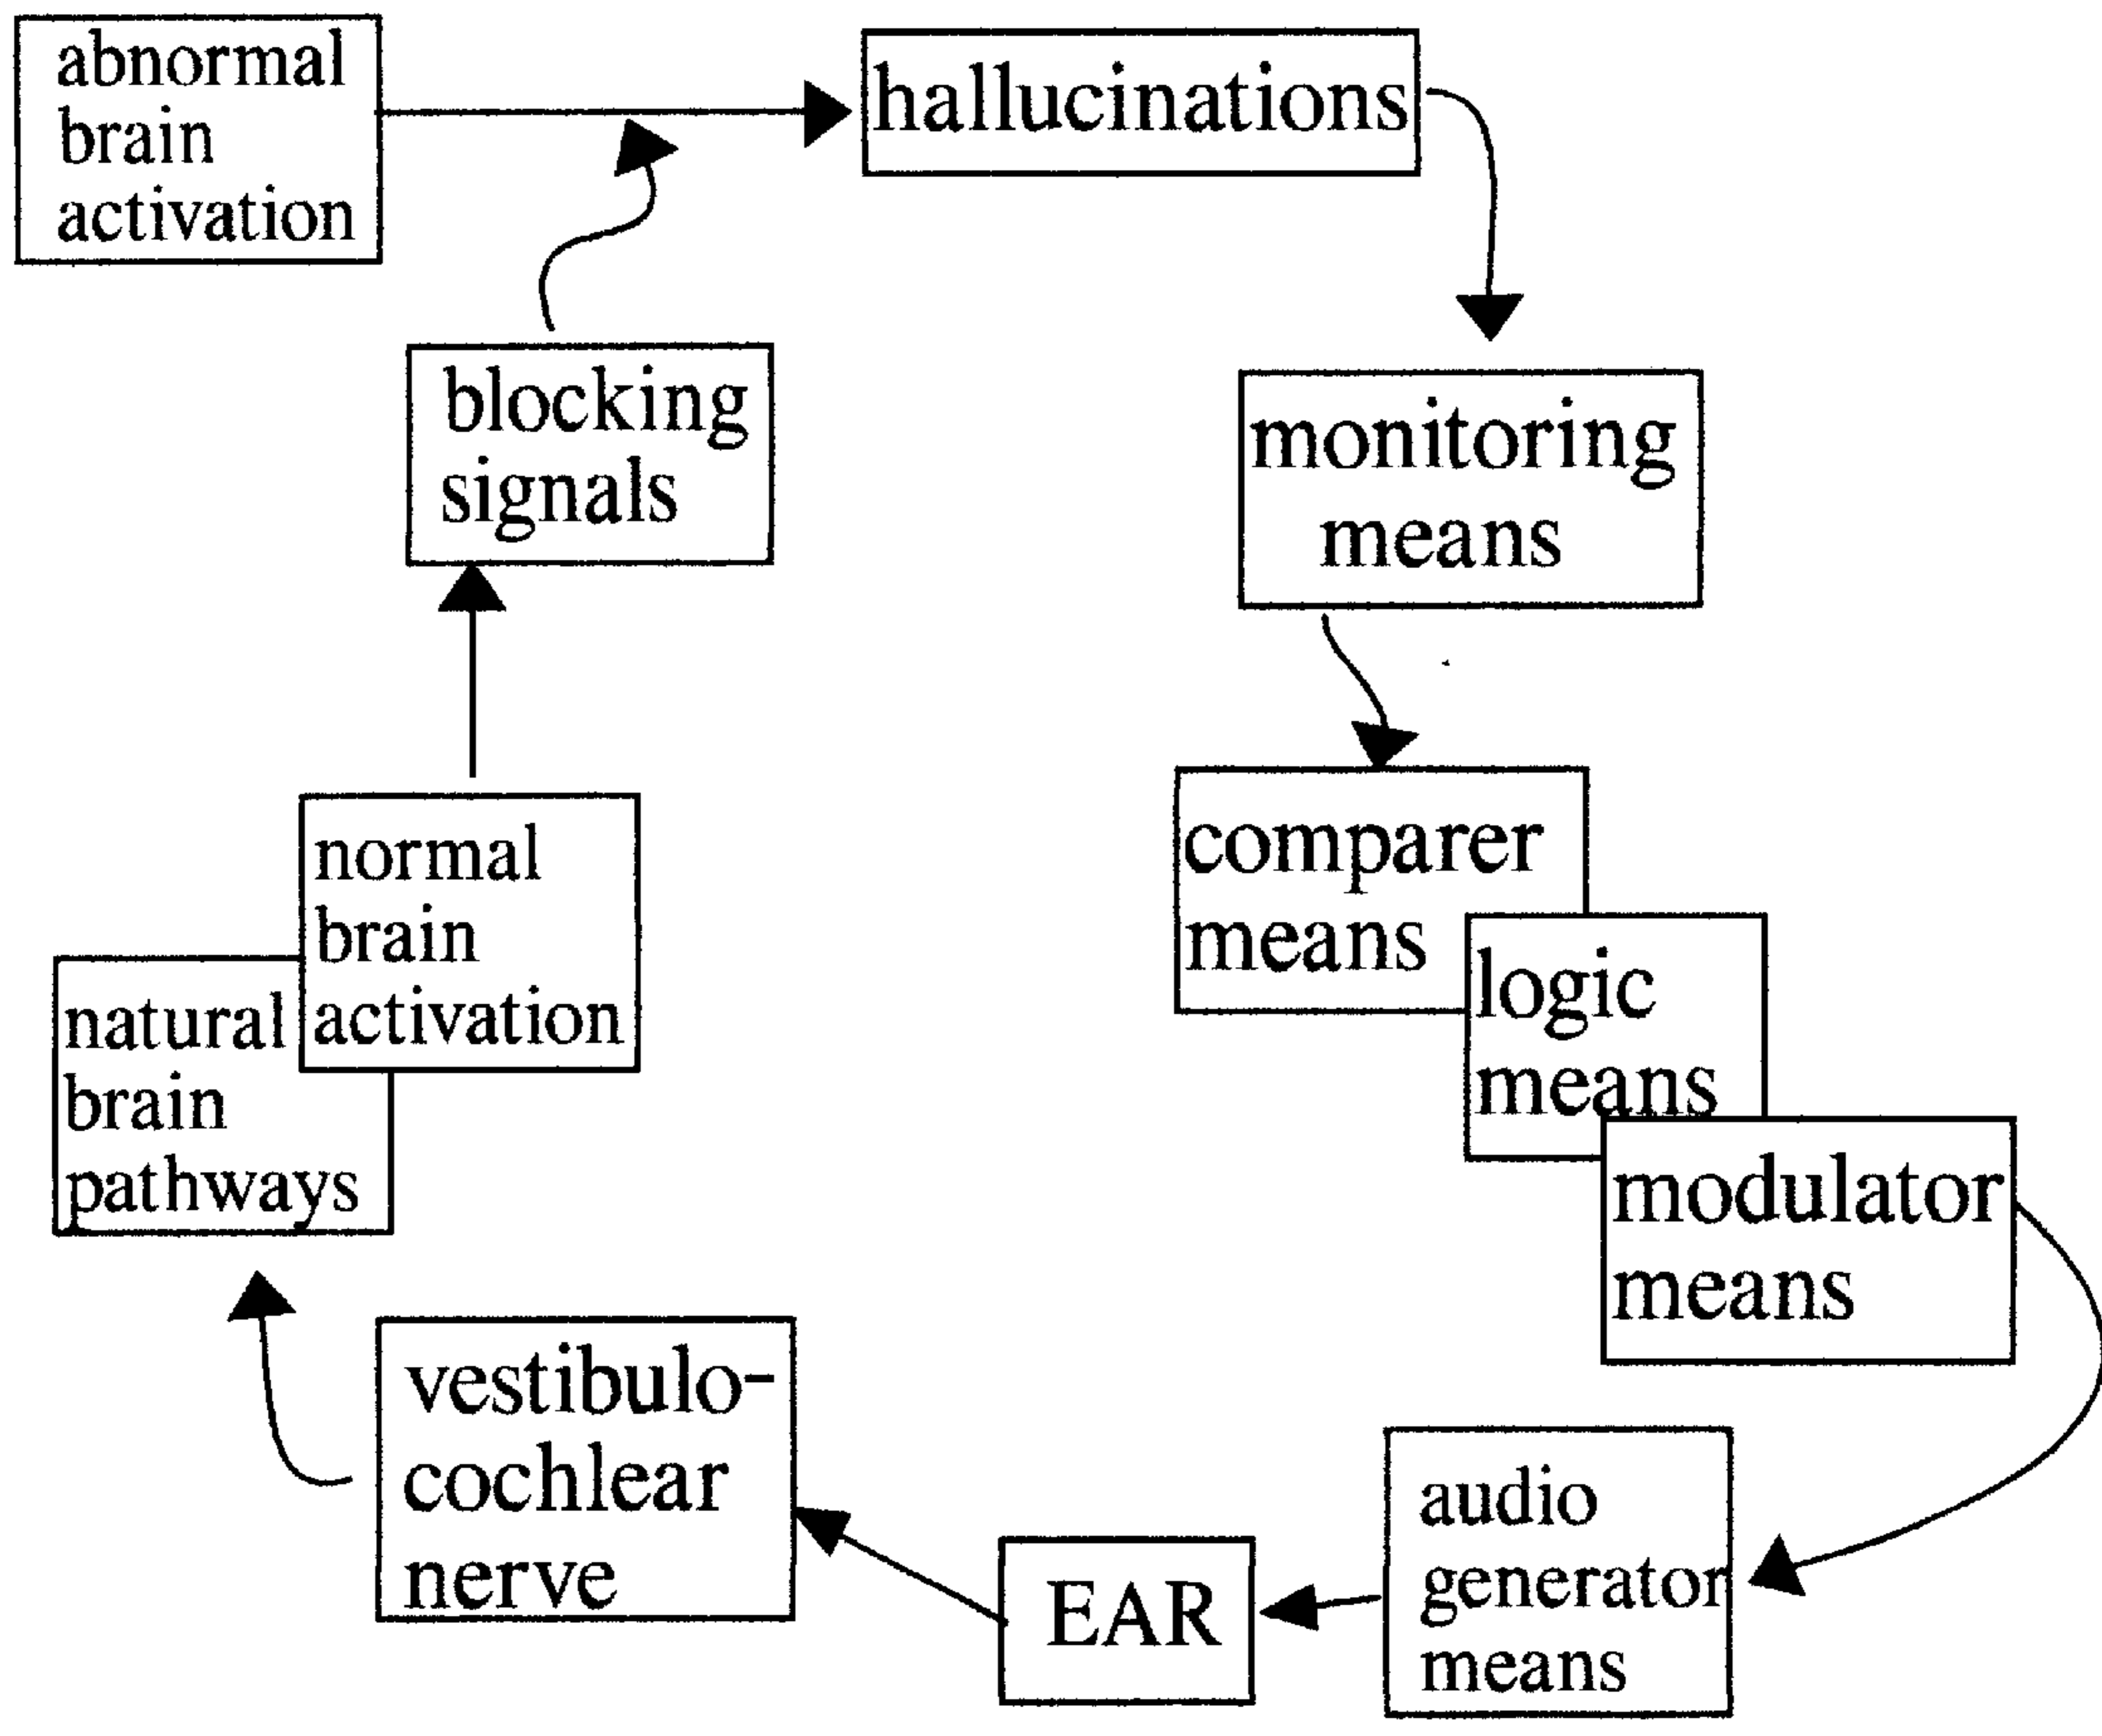 abnormal
brain
activation
hallucinations
blocking
signals
monitoring
means
comparer
means
logic
means
modulator
means
normal
brain
activation
natural
brain
pathways
vestibulo-
cochlear
nerve
EAR
audio
generator
means